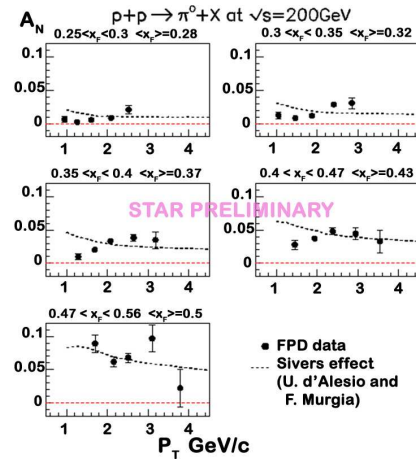 p+p → π⁰+X at √s=200GeV
A_N
0.25<x_F<0.3 <x_F>=0.28
0.3 < x_F < 0.35 <x_F>=0.32
0.1
0.05
0
1 2 3 4
0.1
0.05
0
1 2 3 4
0.35 <x_F< 0.4 <x_F>=0.37
0.4 < x_F < 0.47 <x_F>=0.43
0.1
0.05
0
1 2 3 4
0.1
0.05
0
1 2 3 4
STAR PRELIMINARY
0.47 < x_F < 0.56 <x_F>=0.5
0.1
0.05
0
1 2 3 4
P_T GeV/c
FPD data
Sivers effect
(U. d'Alesio and
F. Murgia)